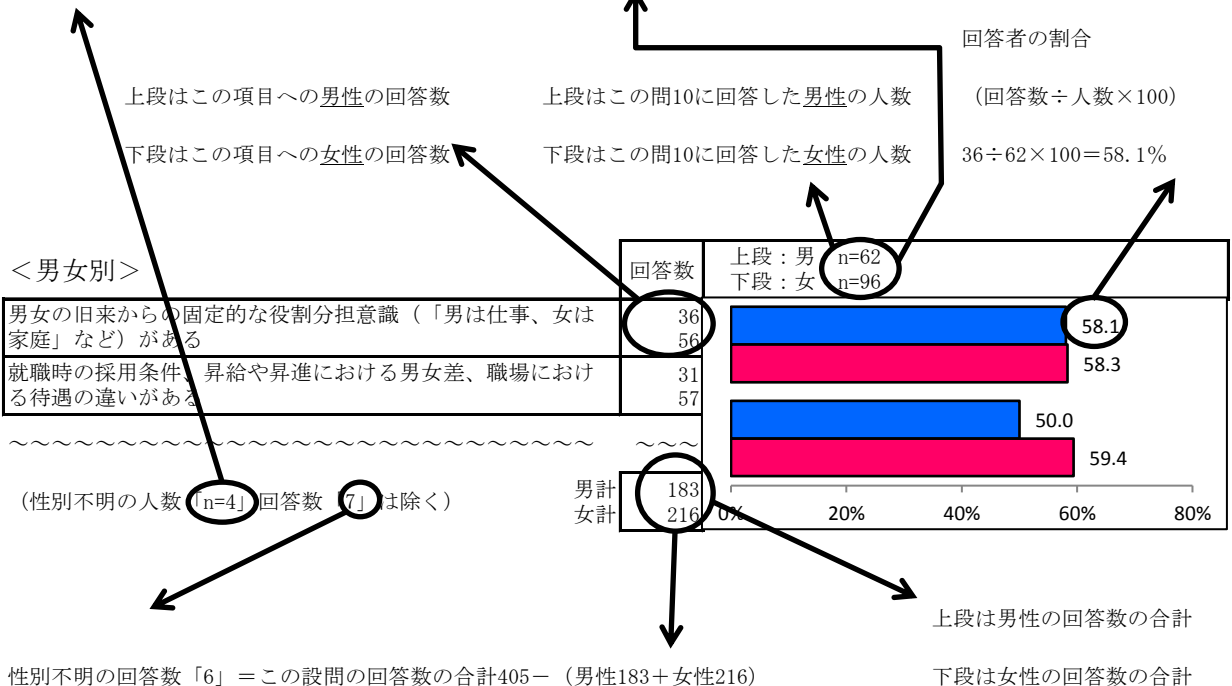 回答者の割合
上段はこの項目への男性の回答数 上段はこの問10に回答した男性の人数 （回答数÷人数×100）
下段はこの項目への女性の回答数 下段はこの問10に回答した女性の人数 36÷62×100＝58.1％
＜男女別＞ 回答数
上段：男 n=62
下段：女 n=96
男女の旧来からの固定的な役割分担意識（「男は仕事、女は 36
家庭」など）がある 56
58.1
58.3
就職時の採用条件、昇給や昇進における男女差、職場におけ 31
る待遇の違いがある 57
50.0
59.4
～～～～～～～～～～～～～～～～～～～～～～～～～～～～～～～～ ～～～
（性別不明の人数「n=4」回答数「7」は除く）
男計 183
女計 216
0% 20% 40% 60% 80%
上段は男性の回答数の合計
性別不明の回答数「6」＝この設問の回答数の合計405－（男性183＋女性216） 下段は女性の回答数の合計